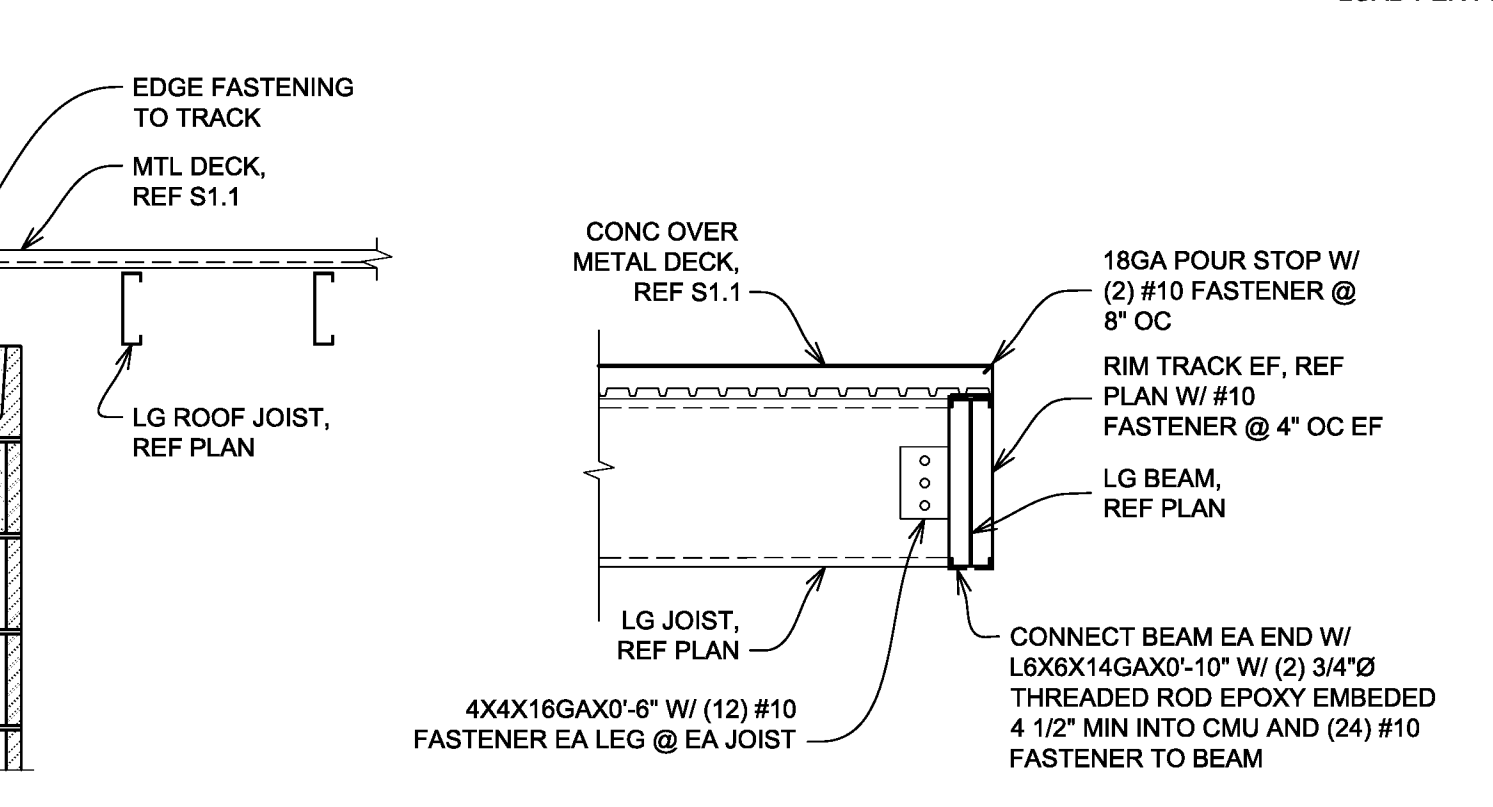 EDGE FASTENING
TO TRACK
MTL DECK,
REF S1.1
LG ROOF JOIST,
REF PLAN
CONC OVER
METAL DECK,
REF S1.1
18GA POUR STOP W/
(2) #10 FASTENER @
8" OC
RIM TRACK EF, REF
PLAN W/ #10
FASTENER @ 4" OC EF
LG BEAM,
REF PLAN
LG JOIST,
REF PLAN
4X4X16GAX0'-6" W/ (12) #10
FASTENER EA LEG @ EA JOIST
CONNECT BEAM EA END W/
L6X6X14GAX0'-10" W/ (2) 3/4"Ø
THREADED ROD EPOXY EMBEDED
4 1/2" MIN INTO CMU AND (24) #10
FASTENER TO BEAM